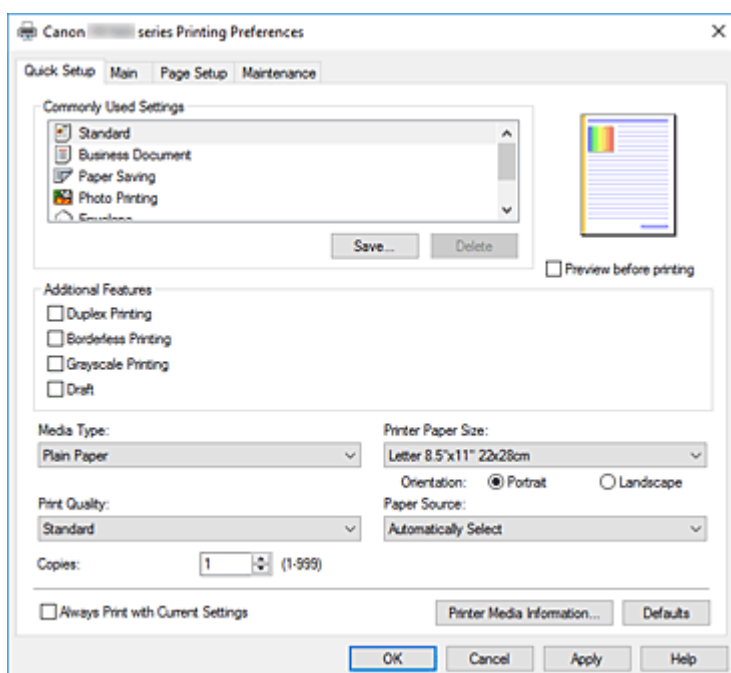 Canon series Printing Preferences
Quick Setup Main Page Setup Maintenance
Commonly Used Settings
Standard
Business Document
Paper Saving
Photo Printing
Envelope
Save... Delete
Preview before printing
Additional Features
Duplex Printing
Borderless Printing
Grayscale Printing
Draft
Media Type: Printer Paper Size:
Plain Paper Letter 8.5"x11" 22x28cm
Orientation: Portrait Landscape
Print Quality: Paper Source:
Standard Automatically Select
Copies: 1 (1-999)
Always Print with Current Settings Printer Media Information... Defaults
OK Cancel Apply Help